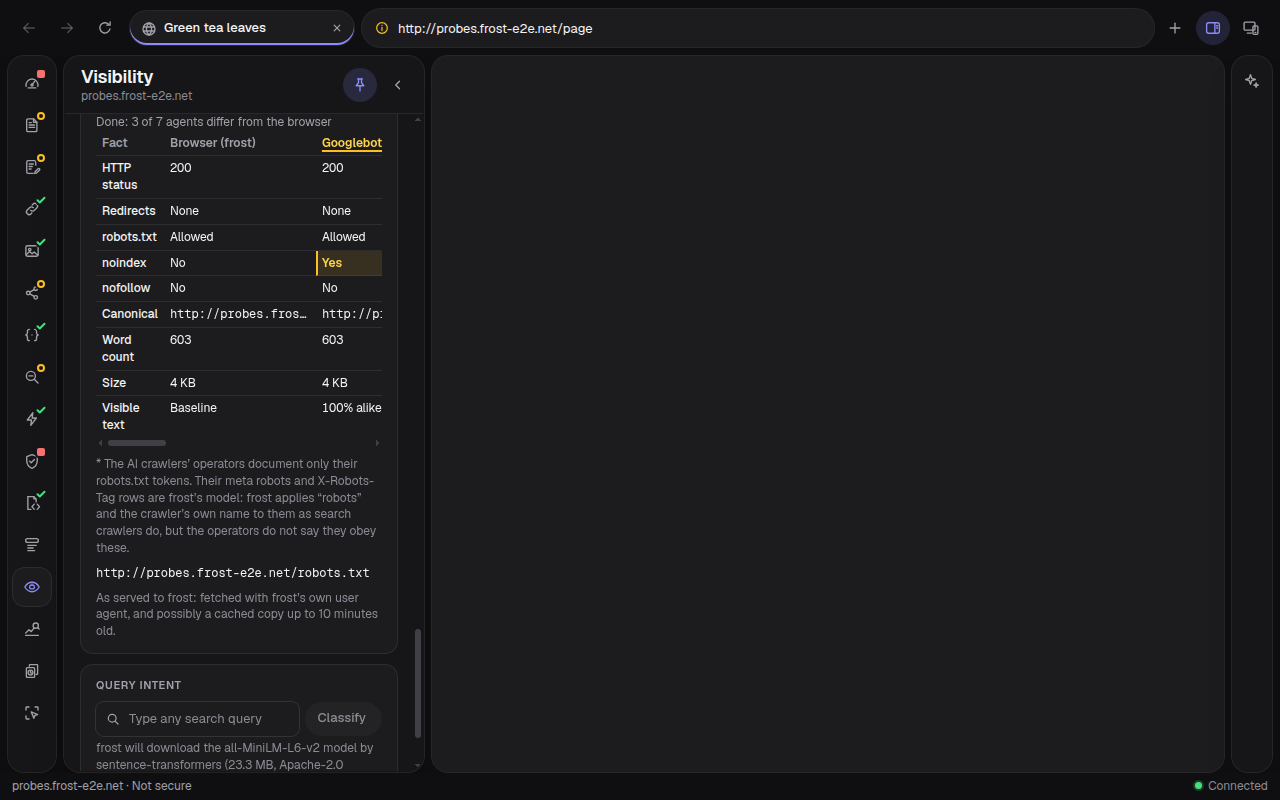 Green tea leaves
http://probes.frost-e2e.net/page
Visibility
probes.frost-e2e.net
Done: 3 of 7 agents differ from the browser
Fact Browser (frost) Googlebot
HTTP status 200 200
Redirects None None
robots.txt Allowed Allowed
noindex No Yes
nofollow No No
Canonical http://probes.fros… http://p
Word count 603 603
Size 4 KB 4 KB
Visible text Baseline 100% alike
* The AI crawlers’ operators document only their
robots.txt tokens. Their meta robots and X-Robots-
Tag rows are frost’s model: frost applies “robots”
and the crawler’s own name to them as search
crawlers do, but the operators do not say they obey
these.
http://probes.frost-e2e.net/robots.txt
As served to frost: fetched with frost’s own user
agent, and possibly a cached copy up to 10 minutes
old.
QUERY INTENT
Type any search query
Classify
frost will download the all-MiniLM-L6-v2 model by
sentence-transformers (23.3 MB, Apache-2.0
probes.frost-e2e.net · Not secure
Connected